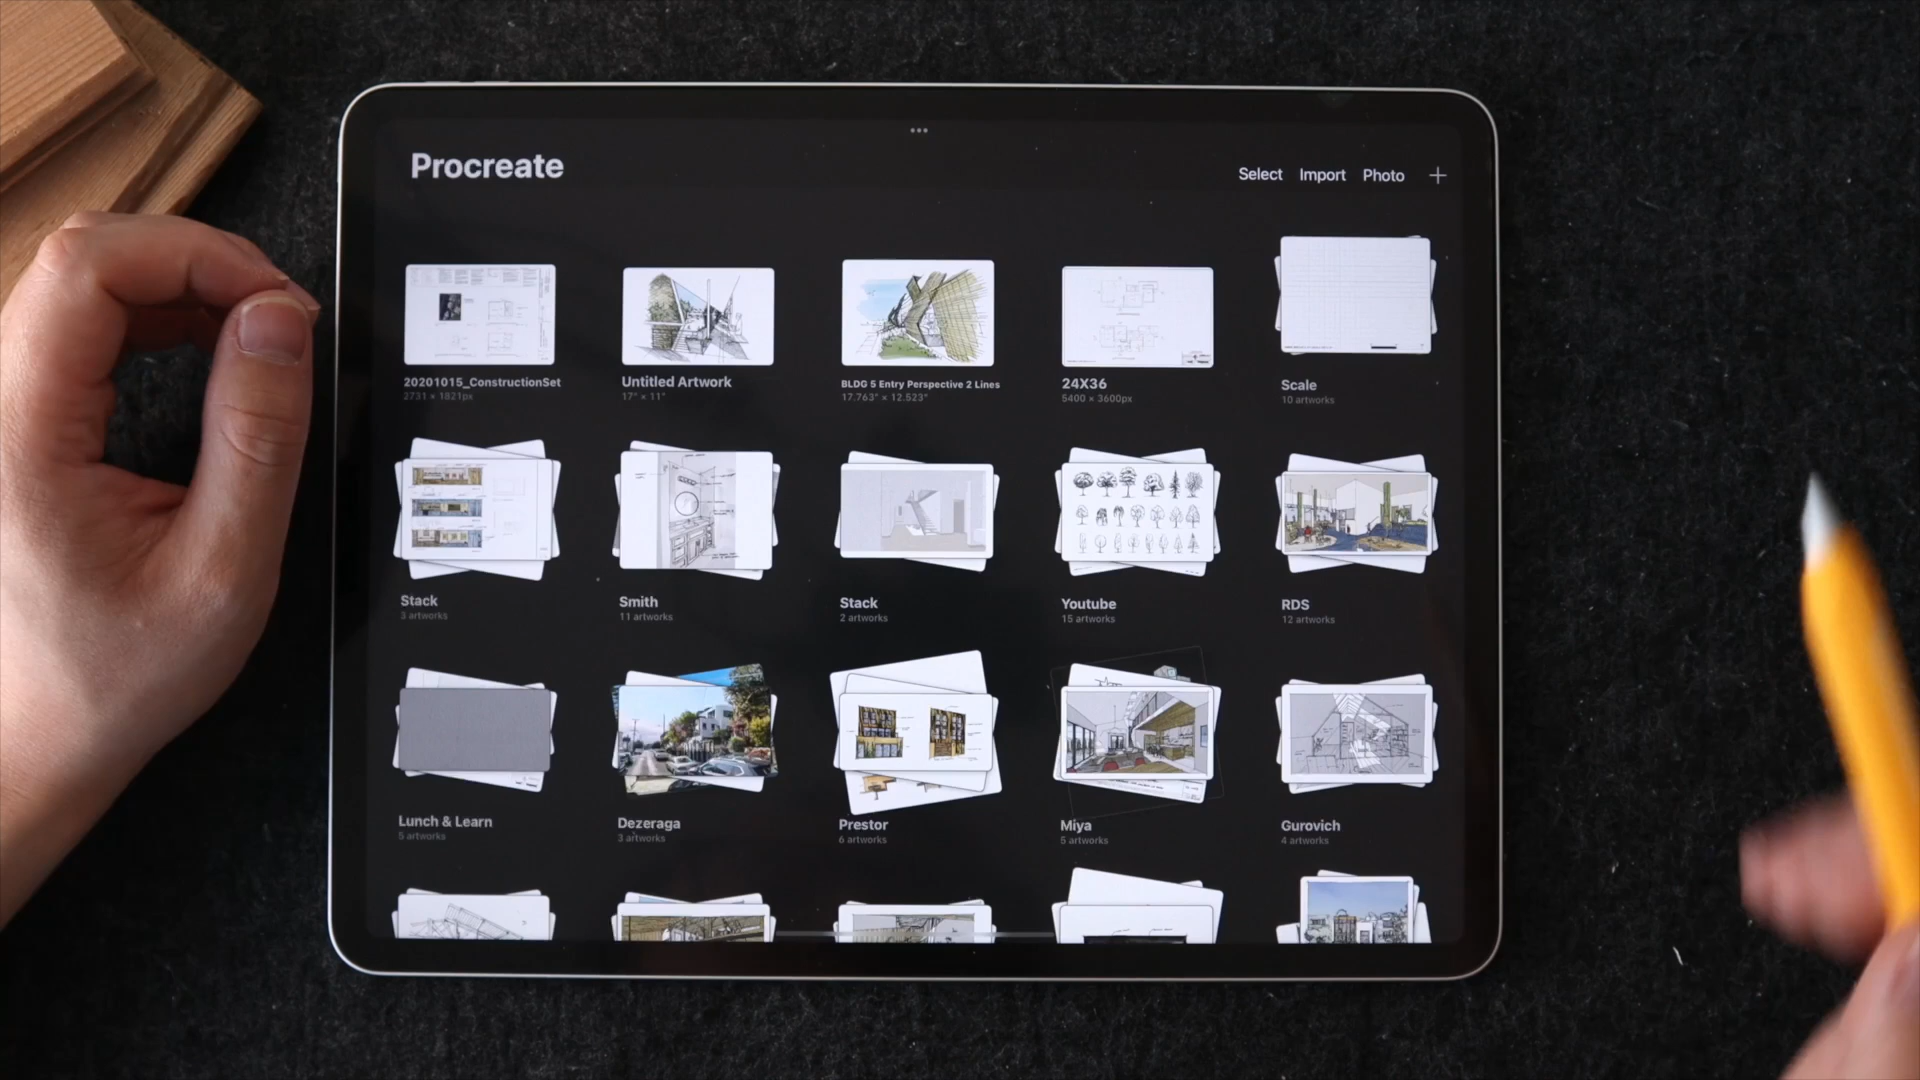 Procreate
Select Import Photo
20201015_ConstructionSet
2731 × 1821px
Untitled Artwork
17" × 11"
BLDG 5 Entry Perspective 2 Lines
17.763" × 12.523"
24X36
5400 × 3600px
Scale
10 artworks
Stack
3 artworks
Smith
11 artworks
Stack
2 artworks
Youtube
15 artworks
RDS
12 artworks
Lunch & Learn
5 artworks
Dezeraga
3 artworks
Prestor
6 artworks
Miya
5 artworks
Gurovich
4 artworks